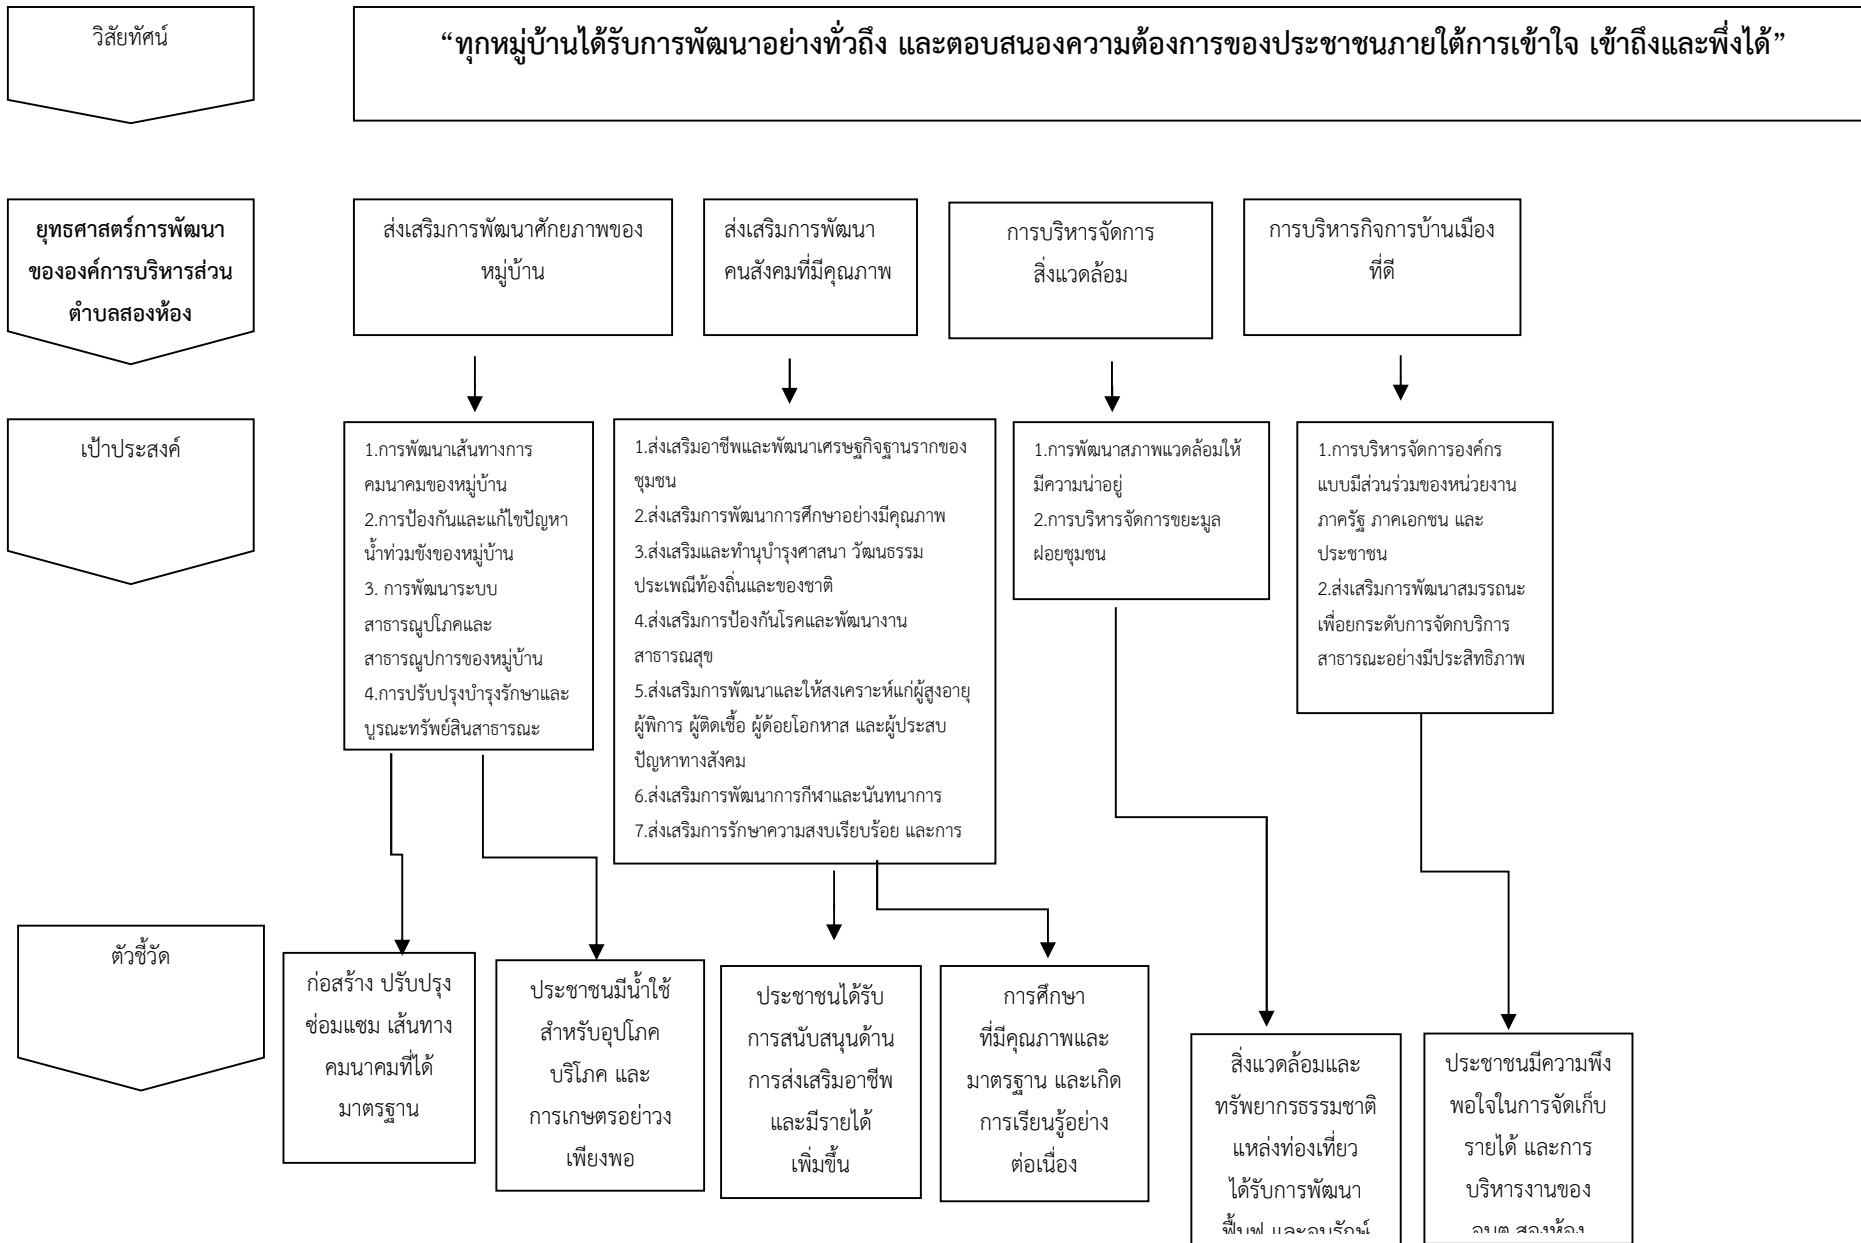 วิสัยทัศน์
“ทุกหมู่บ้านได้รับการพัฒนาอย่างทั่วถึง และตอบสนองความต้องการของประชาชนภายใต้การเข้าใจ เข้าถึงและพึ่งได้”
ยุทธศาสตร์การพัฒนา
ขององค์การบริหารส่วน
ตำบลสองห้อง
ส่งเสริมการพัฒนาศักยภาพของ
หมู่บ้าน
ส่งเสริมการพัฒนา
คนสังคมที่มีคุณภาพ
การบริหารจัดการ
สิ่งแวดล้อม
การบริหารกิจการบ้านเมือง
ที่ดี
เป้าประสงค์
1.การพัฒนาเส้นทางการ
คมนาคมของหมู่บ้าน
2.การป้องกันและแก้ไขปัญหา
น้ำท่วมขังของหมู่บ้าน
3. การพัฒนาระบบ
สาธารณูปโภคและ
สาธารณูปการของหมู่บ้าน
4.การปรับปรุงบำรุงรักษาและ
บูรณะทรัพย์สินสาธารณะ
1.ส่งเสริมอาชีพและพัฒนาเศรษฐกิจฐานรากของ
ชุมชน
2.ส่งเสริมการพัฒนาการศึกษาอย่างมีคุณภาพ
3.ส่งเสริมและทำนุบำรุงศาสนา วัฒนธรรม
ประเพณีท้องถิ่นและของชาติ
4.ส่งเสริมการป้องกันโรคและพัฒนางาน
สาธารณสุข
5.ส่งเสริมการพัฒนาและให้สงเคราะห์แก่ผู้สูงอายุ
ผู้พิการ ผู้ติดเชื้อ ผู้ด้อยโอกหาส และผู้ประสบ
ปัญหาทางสังคม
6.ส่งเสริมการพัฒนาการกีฬาและนันทนาการ
7.ส่งเสริมการรักษาความสงบเรียบร้อย และการ
1.การพัฒนาสภาพแวดล้อมให้
มีความน่าอยู่
2.การบริหารจัดการขยะมูล
ฝอยชุมชน
1.การบริหารจัดการองค์กร
แบบมีส่วนร่วมของหน่วยงาน
ภาครัฐ ภาคเอกชน และ
ประชาชน
2.ส่งเสริมการพัฒนาสมรรถนะ
เพื่อยกระดับการจัดกบริการ
สาธารณะอย่างมีประสิทธิภาพ
ตัวชี้วัด
ก่อสร้าง ปรับปรุง
ซ่อมแซม เส้นทาง
คมนาคมที่ได้
มาตรฐาน
ประชาชนมีน้ำใช้
สำหรับอุปโภค
บริโภค และ
การเกษตรอย่าวง
เพียงพอ
ประชาชนได้รับ
การสนับสนุนด้าน
การส่งเสริมอาชีพ
และมีรายได้
เพิ่มขึ้น
การศึกษา
ที่มีคุณภาพและ
มาตรฐาน และเกิด
การเรียนรู้อย่าง
ต่อเนื่อง
สิ่งแวดล้อมและ
ทรัพยากรธรรมชาติ
แหล่งท่องเที่ยว
ได้รับการพัฒนา
ฟื้นฟู และอนุรักษ์
ประชาชนมีความพึง
พอใจในการจัดเก็บ
รายได้ และการ
บริหารงานของ
อบต.สองห้อง